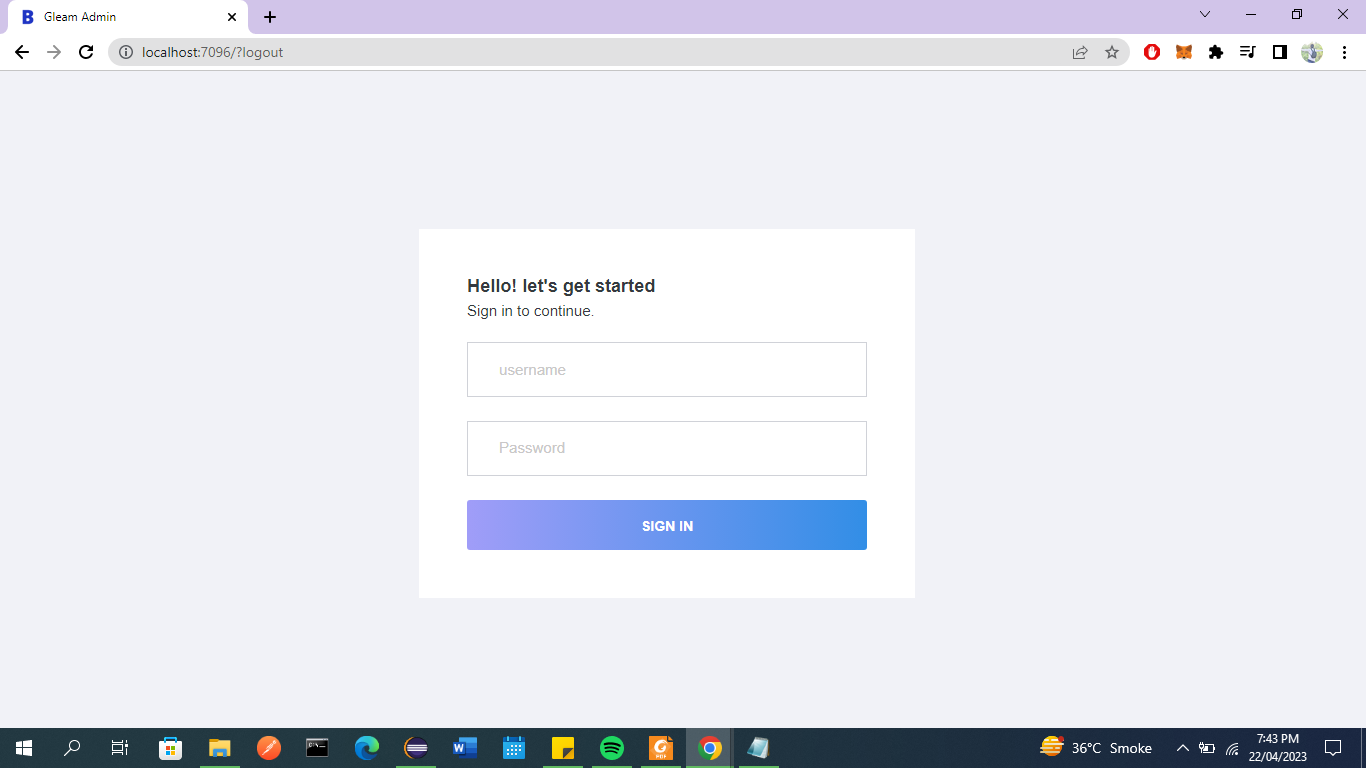 Gleam Admin
localhost:7096/?logout
Hello! let's get started
Sign in to continue.
username
Password
SIGN IN
36°C Smoke
7:43 PM
22/04/2023